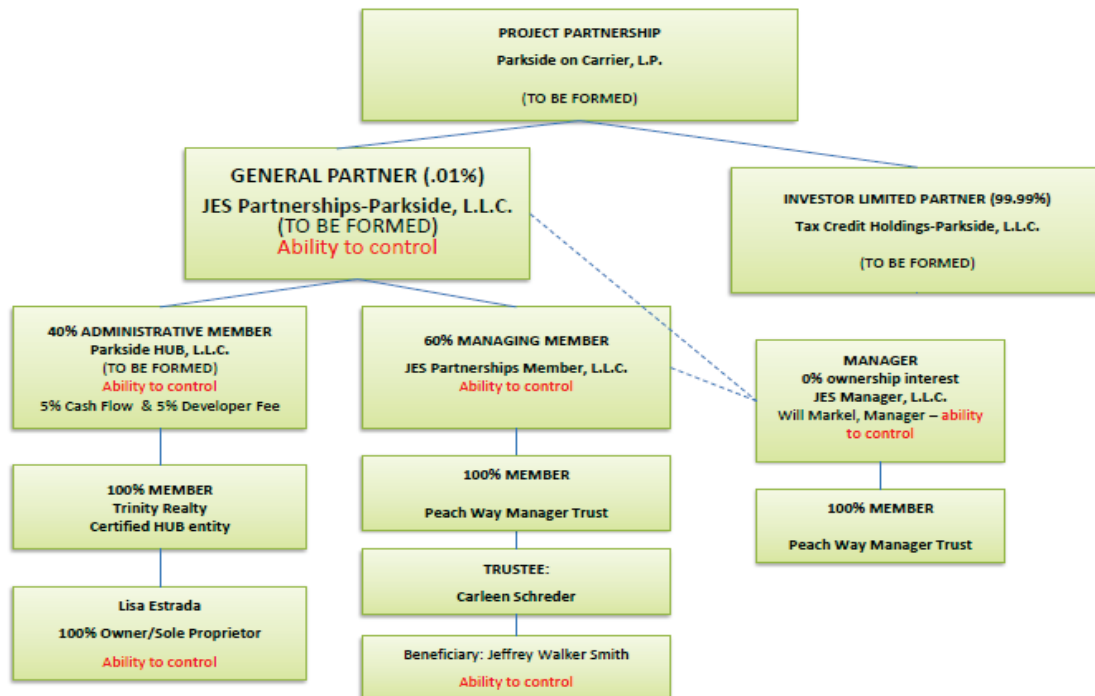 PROJECT PARTNERSHIP
Parkside on Carrier, L.P.
(TO BE FORMED)
GENERAL PARTNER (.01%)
JES Partnerships-Parkside, L.L.C.
(TO BE FORMED)
Ability to control
INVESTOR LIMITED PARTNER (99.99%)
Tax Credit Holdings-Parkside, L.L.C.
(TO BE FORMED)
40% ADMINISTRATIVE MEMBER
Parkside HUB, L.L.C.
(TO BE FORMED)
Ability to control
5% Cash Flow & 5% Developer Fee
60% MANAGING MEMBER
JES Partnerships Member, L.L.C.
Ability to control
MANAGER
0% ownership interest
JES Manager, L.L.C.
Will Markel, Manager – ability
to control
100% MEMBER
Trinity Realty
Certified HUB entity
100% MEMBER
Peach Way Manager Trust
100% MEMBER
Peach Way Manager Trust
TRUSTEE:
Carleen Schreder
Lisa Estrada
100% Owner/Sole Proprietor
Ability to control
Beneficiary: Jeffrey Walker Smith
Ability to control